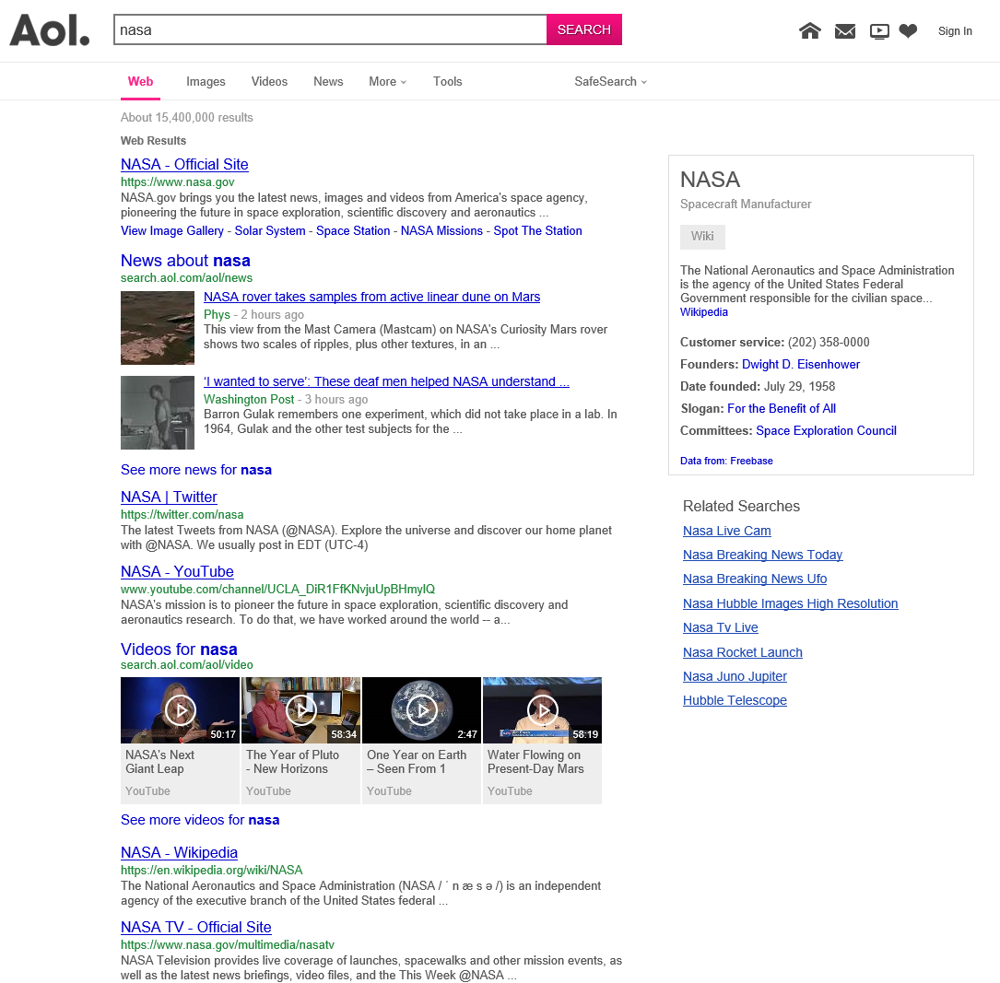 Aol.
nasa
SEARCH
Sign In
Web
Images
Videos
News
More
Tools
SafeSearch
About 15,400,000 results
Web Results
NASA - Official Site
https://www.nasa.gov
NASA.gov brings you the latest news, images and videos from America's space agency,
pioneering the future in space exploration, scientific discovery and aeronautics ...
View Image Gallery - Solar System - Space Station - NASA Missions - Spot The Station
News about nasa
search.aol.com/aol/news
NASA rover takes samples from active linear dune on Mars
Phys - 2 hours ago
This view from the Mast Camera (Mastcam) on NASA's Curiosity Mars rover
shows two scales of ripples, plus other textures, in an ...
'I wanted to serve': These deaf men helped NASA understand ...
Washington Post - 3 hours ago
Barron Gulak remembers one experiment, which did not take place in a lab. In
1964, Gulak and the other test subjects for the ...
See more news for nasa
NASA | Twitter
https://twitter.com/nasa
The latest Tweets from NASA (@NASA). Explore the universe and discover our home planet
with @NASA. We usually post in EDT (UTC-4)
NASA - YouTube
www.youtube.com/channel/UCLA_DiR1FfKNvjuUpBHmylQ
NASA's mission is to pioneer the future in space exploration, scientific discovery and
aeronautics research. To do that, we have worked around the world -- a...
Videos for nasa
search.aol.com/aol/video
50:17
58:34
2:47
58:19
NASA's Next
Giant Leap
YouTube
The Year of Pluto
- New Horizons
YouTube
One Year on Earth
– Seen From 1
YouTube
Water Flowing on
Present-Day Mars
YouTube
See more videos for nasa
NASA - Wikipedia
https://en.wikipedia.org/wiki/NASA
The National Aeronautics and Space Administration (NASA / ˈ n æ s ə /) is an independent
agency of the executive branch of the United States federal ...
NASA TV - Official Site
https://www.nasa.gov/multimedia/nasatv
NASA Television provides live coverage of launches, spacewalks and other mission events, as
well as the latest news briefings, video files, and the This Week @NASA ...
NASA
Spacecraft Manufacturer
Wiki
The National Aeronautics and Space Administration
is the agency of the United States Federal
Government responsible for the civilian space...
Wikipedia
Customer service: (202) 358-0000
Founders: Dwight D. Eisenhower
Date founded: July 29, 1958
Slogan: For the Benefit of All
Committees: Space Exploration Council
Data from: Freebase
Related Searches
Nasa Live Cam
Nasa Breaking News Today
Nasa Breaking News Ufo
Nasa Hubble Images High Resolution
Nasa Tv Live
Nasa Rocket Launch
Nasa Juno Jupiter
Hubble Telescope